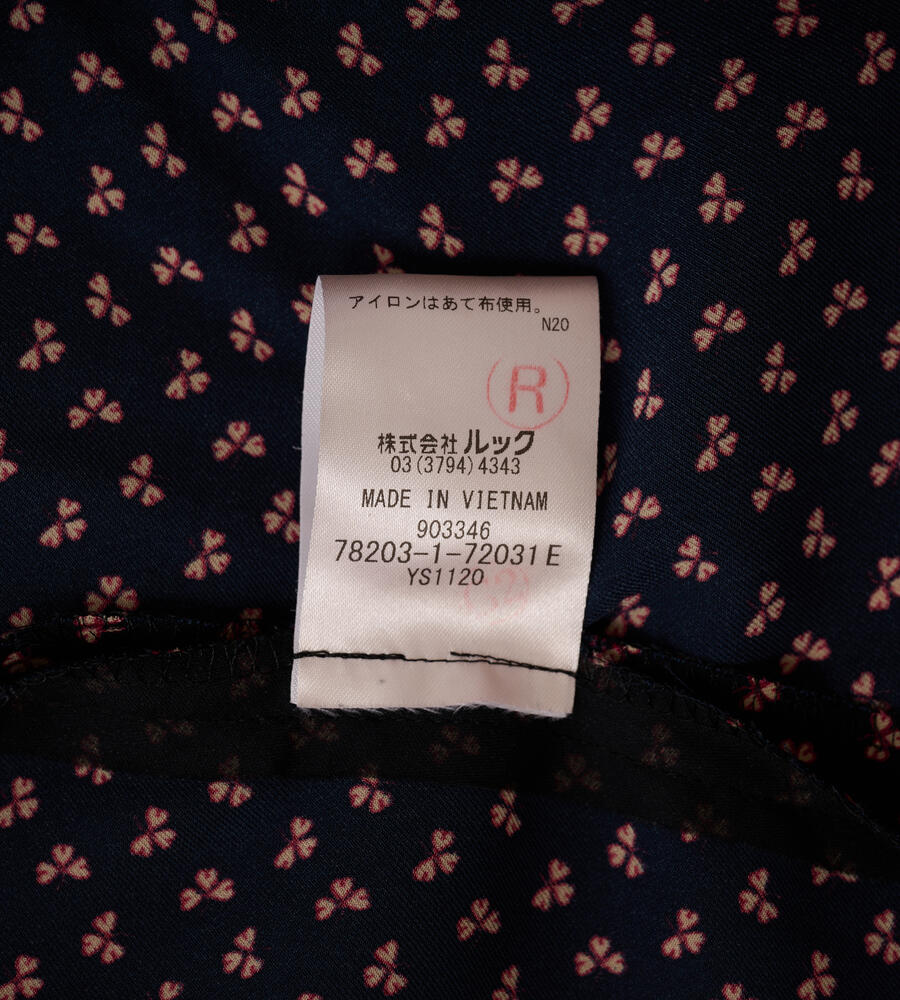 アイロンはあて布使用。
N20
R
株式会社ルック
03(3794)4343
MADE IN VIETNAM
903346
78203-1-72031E
YS1120